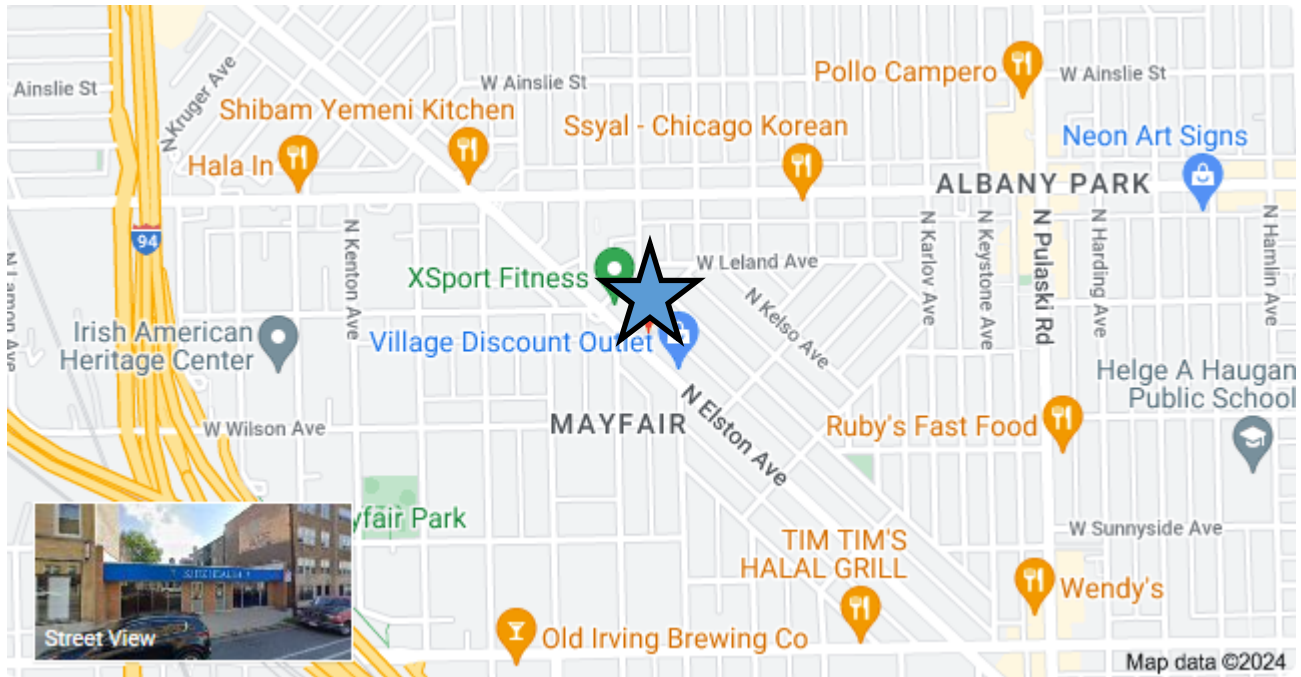 Pollo Campero
W Ainslie St
W Ainslie St
Ainslie St
N Kruger Ave
Shibam Yemeni Kitchen
Ssyal - Chicago Korean
Neon Art Signs
Hala In
ALBANY PARK
94
N Kenton Ave
N Karlov Ave
N Keystone Ave
N Pulaski Rd
N Harding Ave
N Hamlin Ave
N Lamon Ave
W Leland Ave
XSport Fitness
N Kelso Ave
Irish American
Heritage Center
Village Discount Outlet
Helge A Haugan
Public School
N Elston Ave
MAYFAIR
W Wilson Ave
Ruby's Fast Food
yfair Park
W Sunnyside Ave
TIM TIM'S
HALAL GRILL
Wendy's
Street View
Old Irving Brewing Co
Map data ©2024